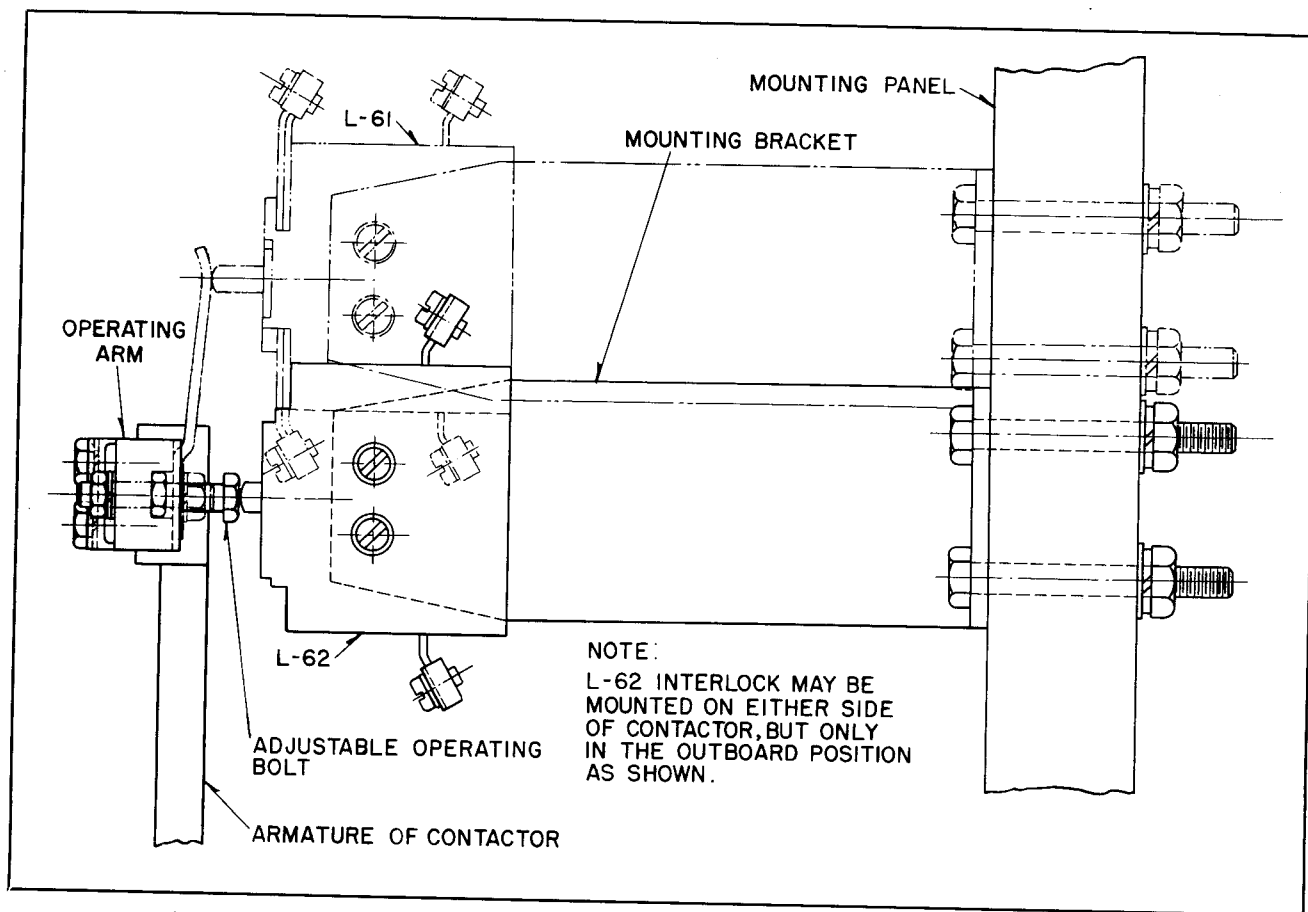 MOUNTING PANEL
L-61
MOUNTING BRACKET
OPERATING
ARM
L-62
NOTE:
L-62 INTERLOCK MAY BE
MOUNTED ON EITHER SIDE
OF CONTACTOR, BUT ONLY
IN THE OUTBOARD POSITION
AS SHOWN.
ADJUSTABLE OPERATING
BOLT
ARMATURE OF CONTACTOR